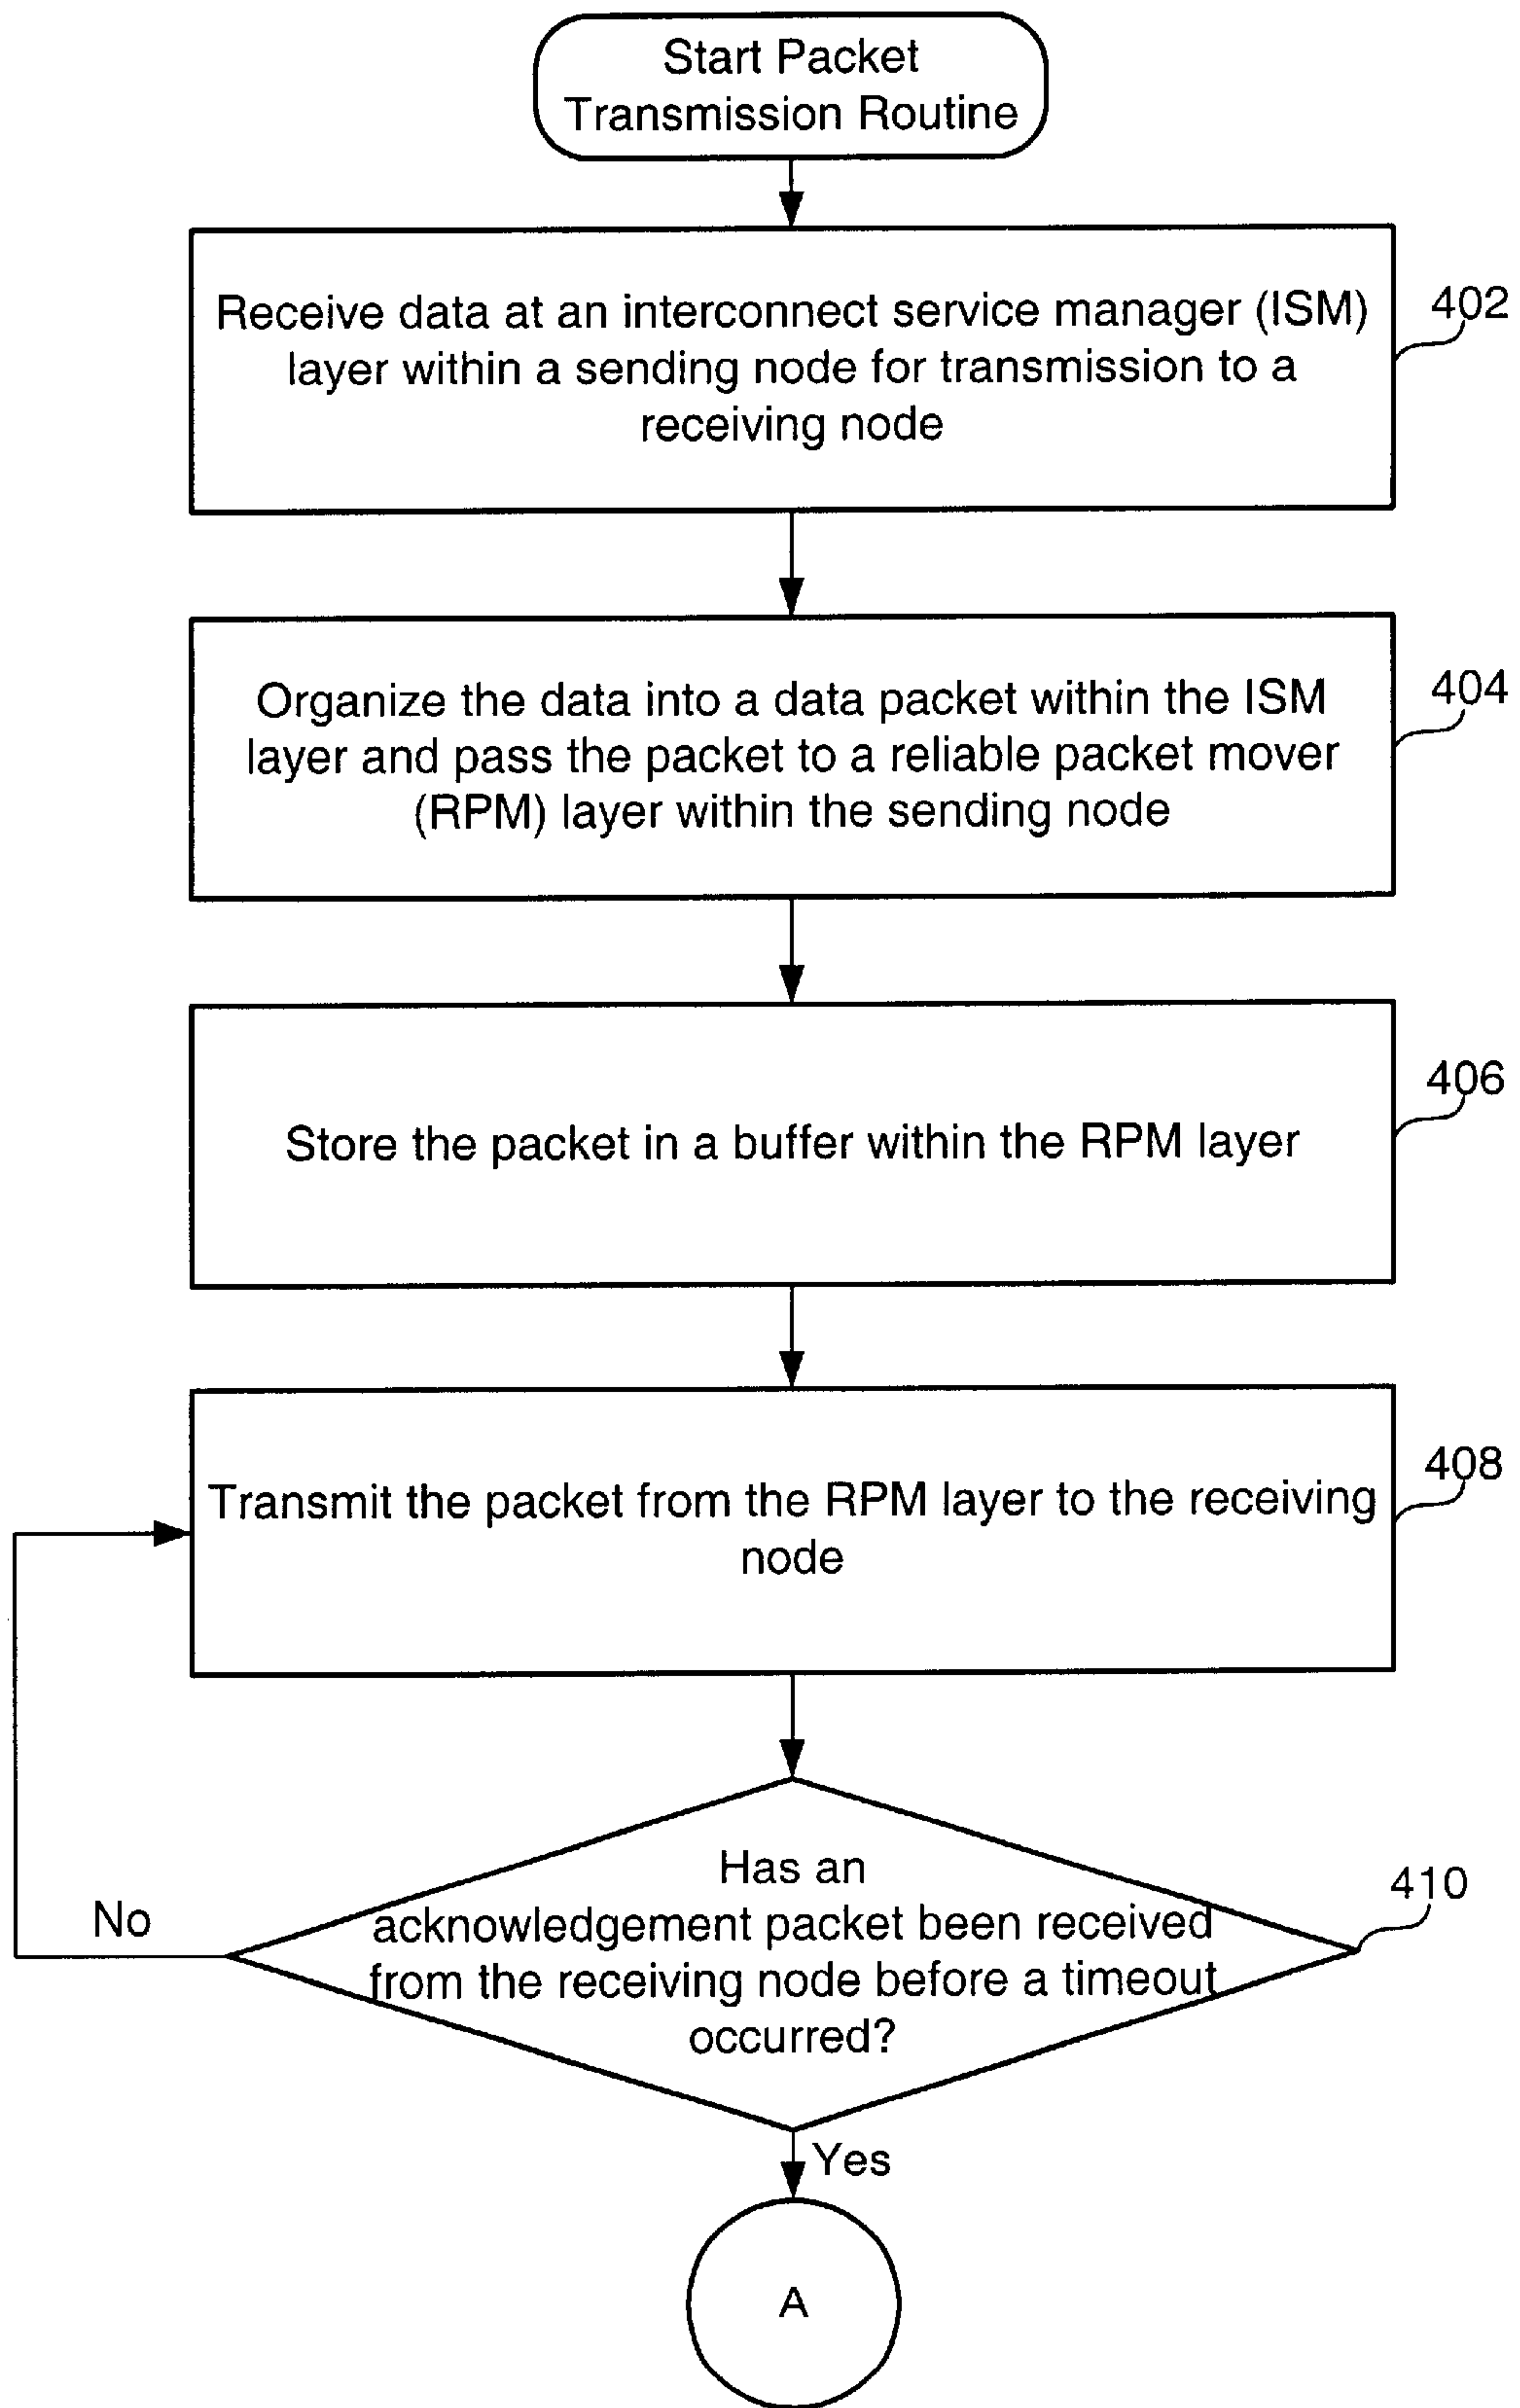 Start Packet
Transmission Routine
Receive data at an interconnect service manager (ISM)
layer within a sending node for transmission to a
receiving node
402
Organize the data into a data packet within the ISM
layer and pass the packet to a reliable packet mover
(RPM) layer within the sending node
404
Store the packet in a buffer within the RPM layer
406
Transmit the packet from the RPM layer to the receiving
node
408
Has an
acknowledgement packet been received
from the receiving node before a timeout
occurred?
410
No
Yes
A